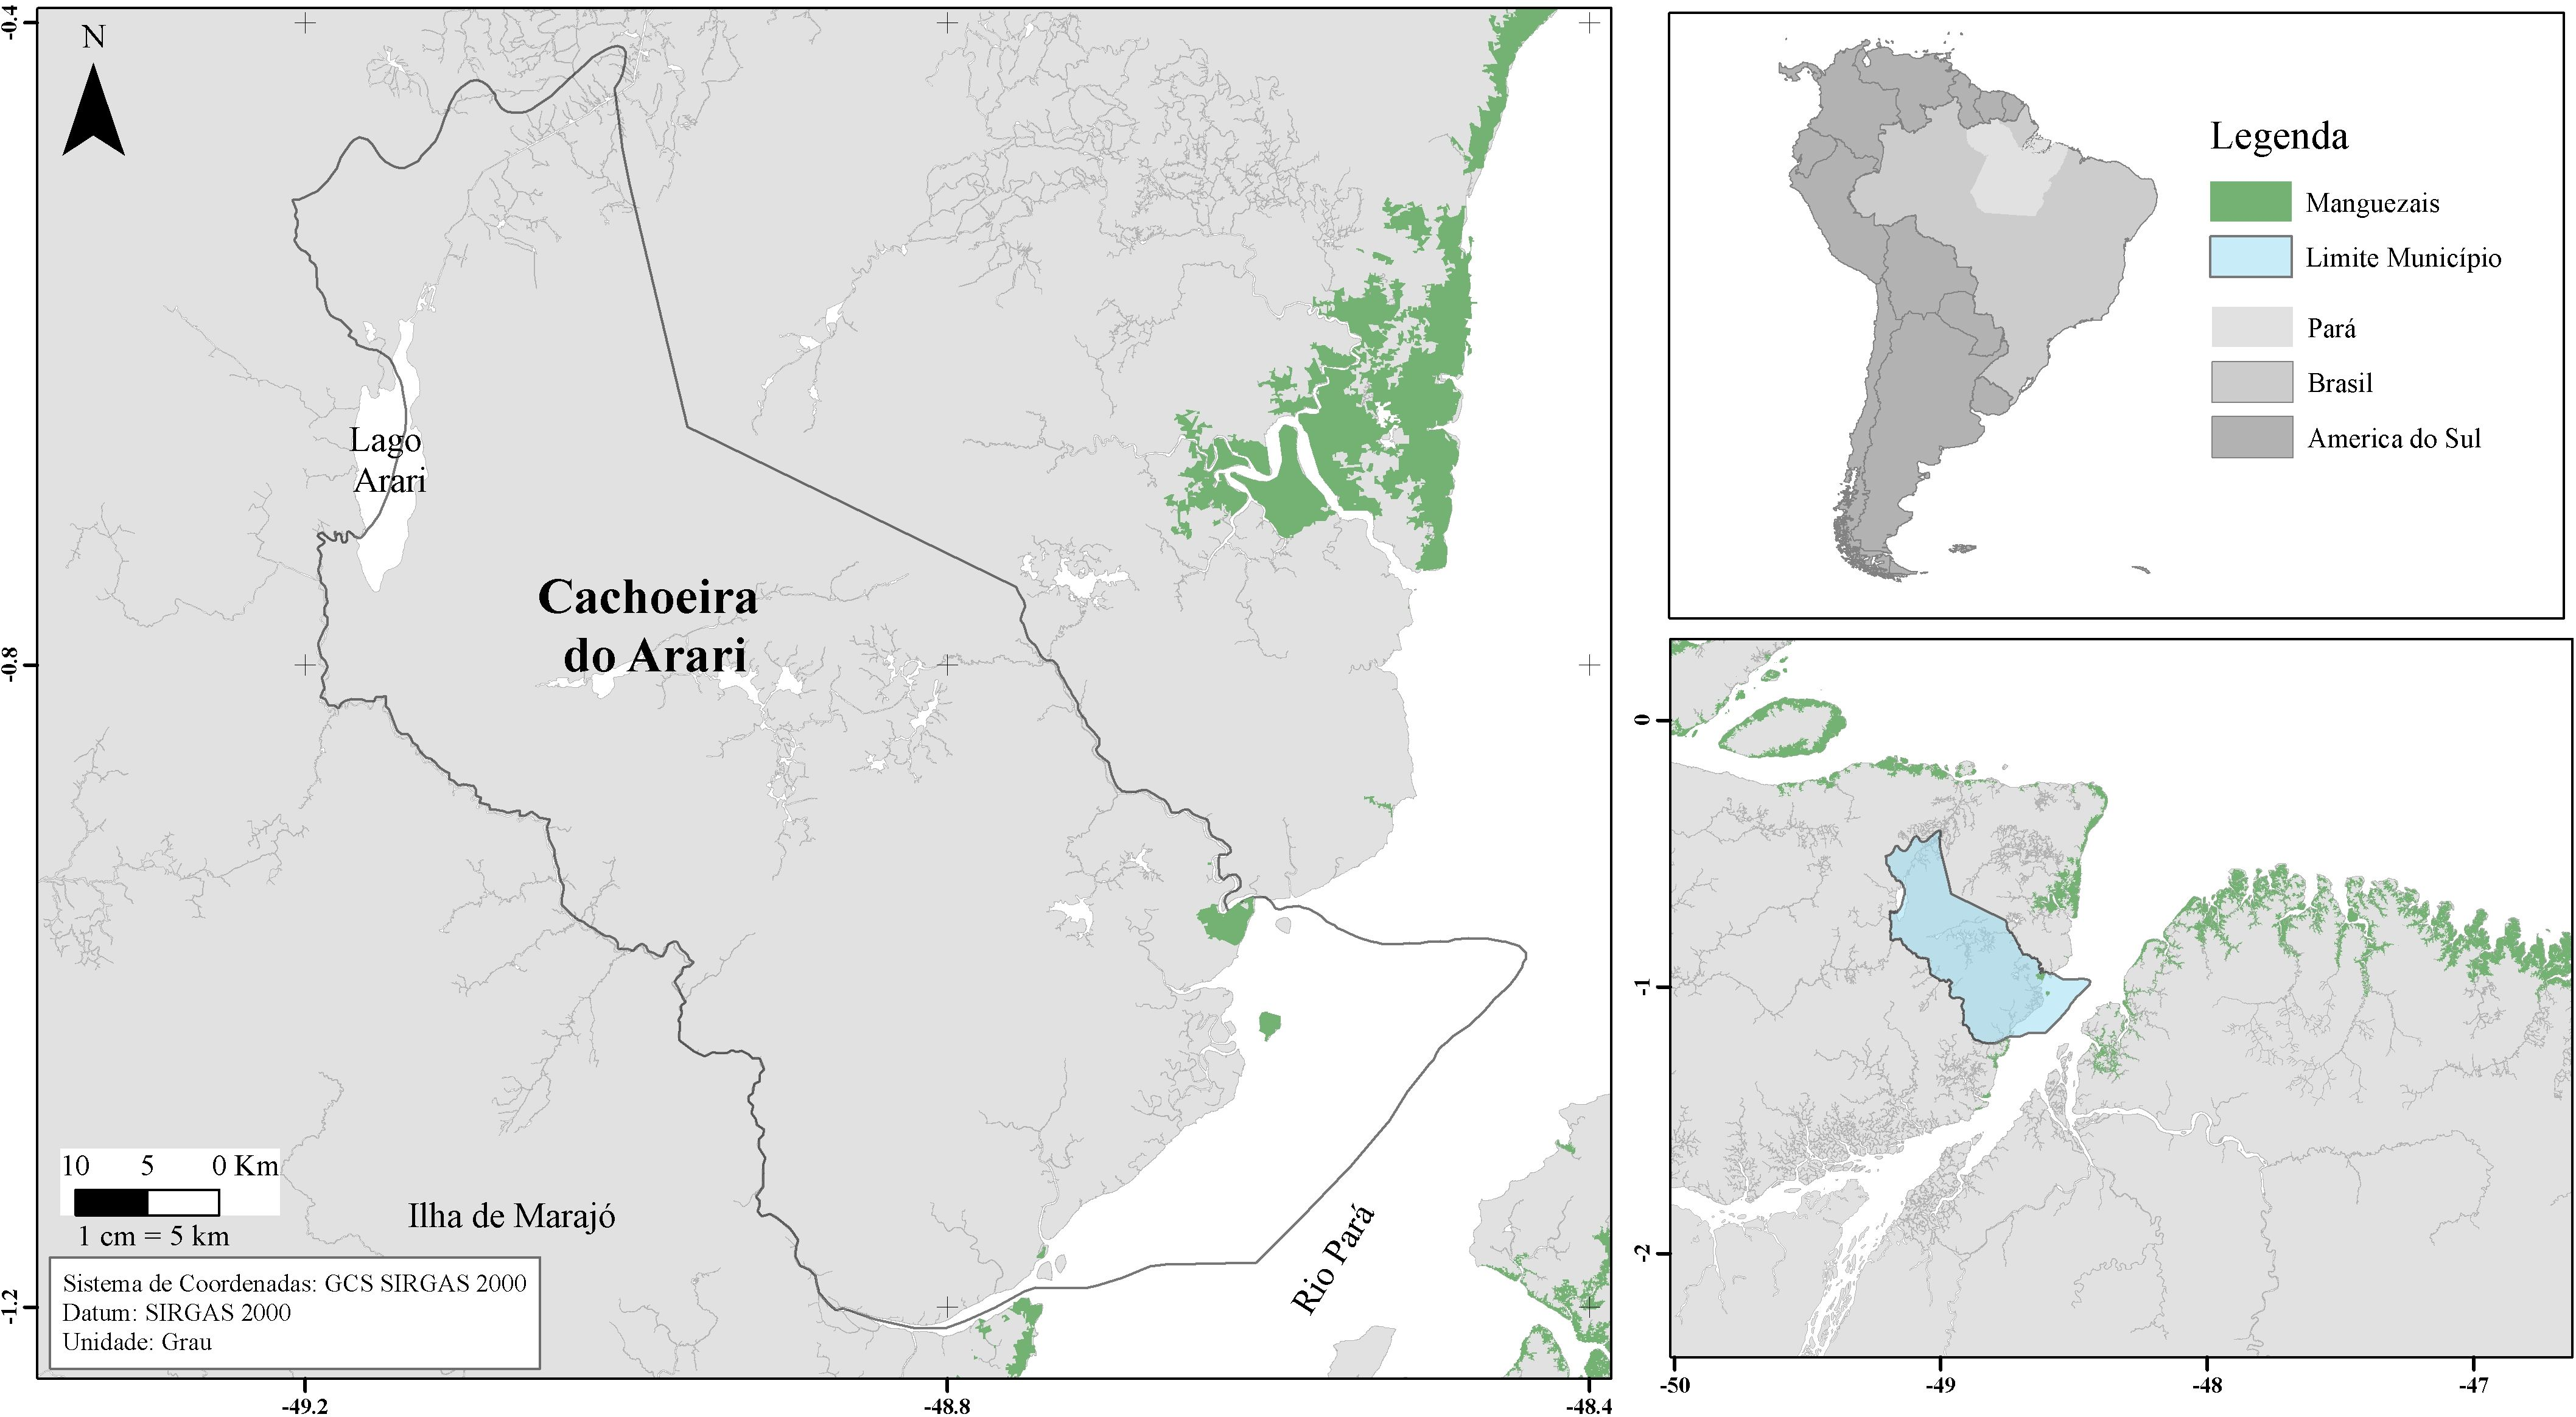 N
-0.4
-0.8
-1.2
-49.2
-48.8
-48.4
Lago
Arari
Cachoeira
do Arari
Ilha de Marajó
Rio Pará
10 5 0 Km
1 cm = 5 km
Sistema de Coordenadas: GCS SIRGAS 2000
Datum: SIRGAS 2000
Unidade: Grau
Legenda
Manguezais
Limite Município
Pará
Brasil
America do Sul
0
-1
-2
-50
-49
-48
-47